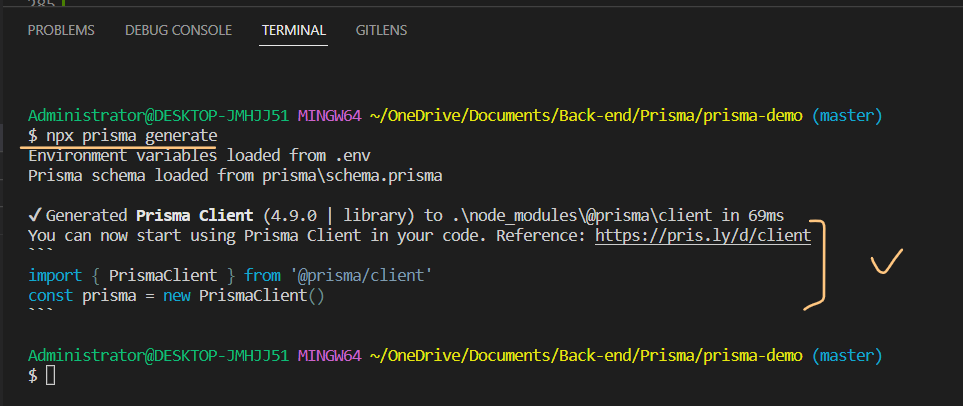 285
PROBLEMS DEBUG CONSOLE TERMINAL GITLENS
Administrator@DESKTOP-JMHJJ51 MINGW64 ~/OneDrive/Documents/Back-end/Prisma/prisma-demo (master)
$ npx prisma generate
Environment variables loaded from .env
Prisma schema loaded from prisma\schema.prisma
✔ Generated Prisma Client (4.9.0 | library) to .\node_modules\@prisma\client in 69ms
You can now start using Prisma Client in your code. Reference: https://pris.ly/d/client
```
import { PrismaClient } from '@prisma/client'
const prisma = new PrismaClient()
```
Administrator@DESKTOP-JMHJJ51 MINGW64 ~/OneDrive/Documents/Back-end/Prisma/prisma-demo (master)
$